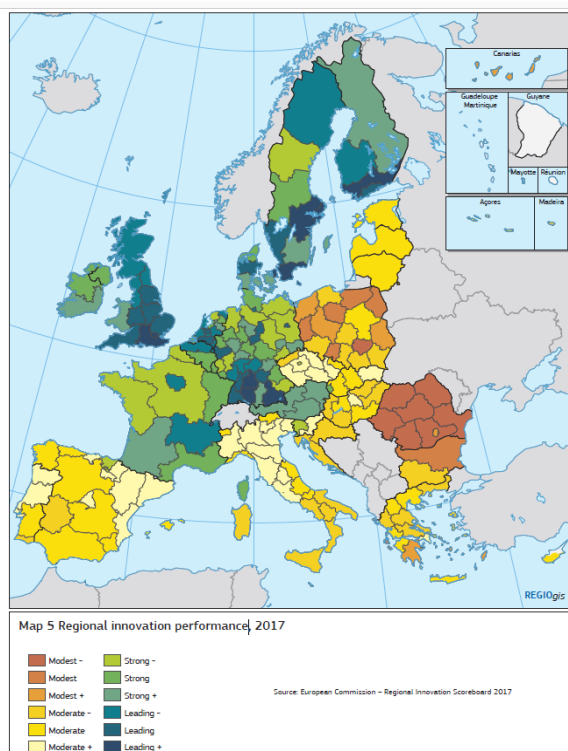 Canarias
Guadeloupe
Martinique
Guyane
Mayotte
Réunion
Açores
Madeira
REGIOgis
Map 5 Regional innovation performance, 2017
Modest -
Modest
Modest +
Moderate -
Moderate
Moderate +
Strong -
Strong
Strong +
Leading -
Leading
Leading +
Source: European Commission – Regional Innovation Scoreboard 2017